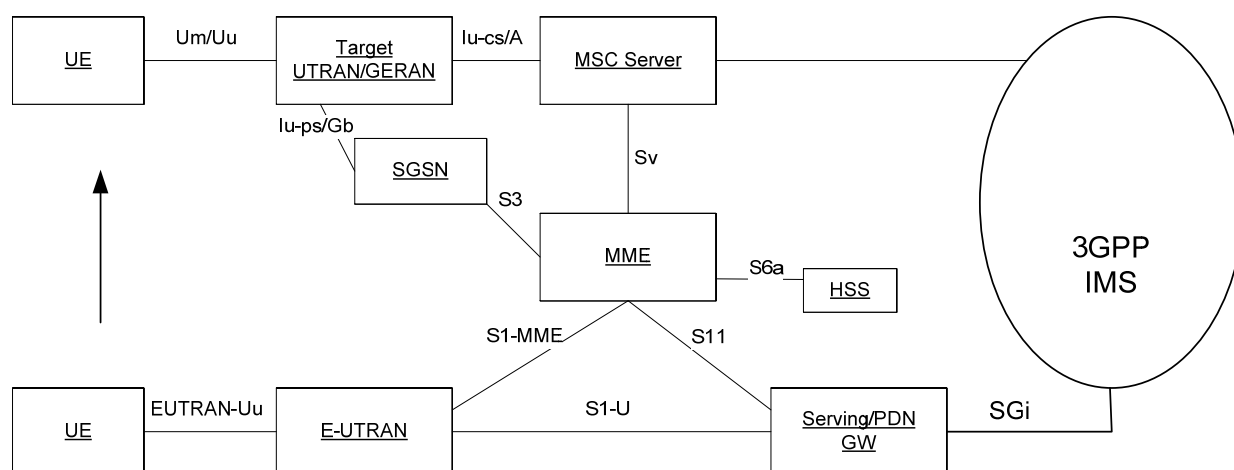 UE
Um/Uu
Target
UTRAN/GERAN
Iu-cs/A
MSC Server
Iu-ps/Gb
SGSN
S3
Sv
MME
S6a
HSS
3GPP
IMS
S1-MME
S11
UE
EUTRAN-Uu
E-UTRAN
S1-U
Serving/PDN
GW
SGi